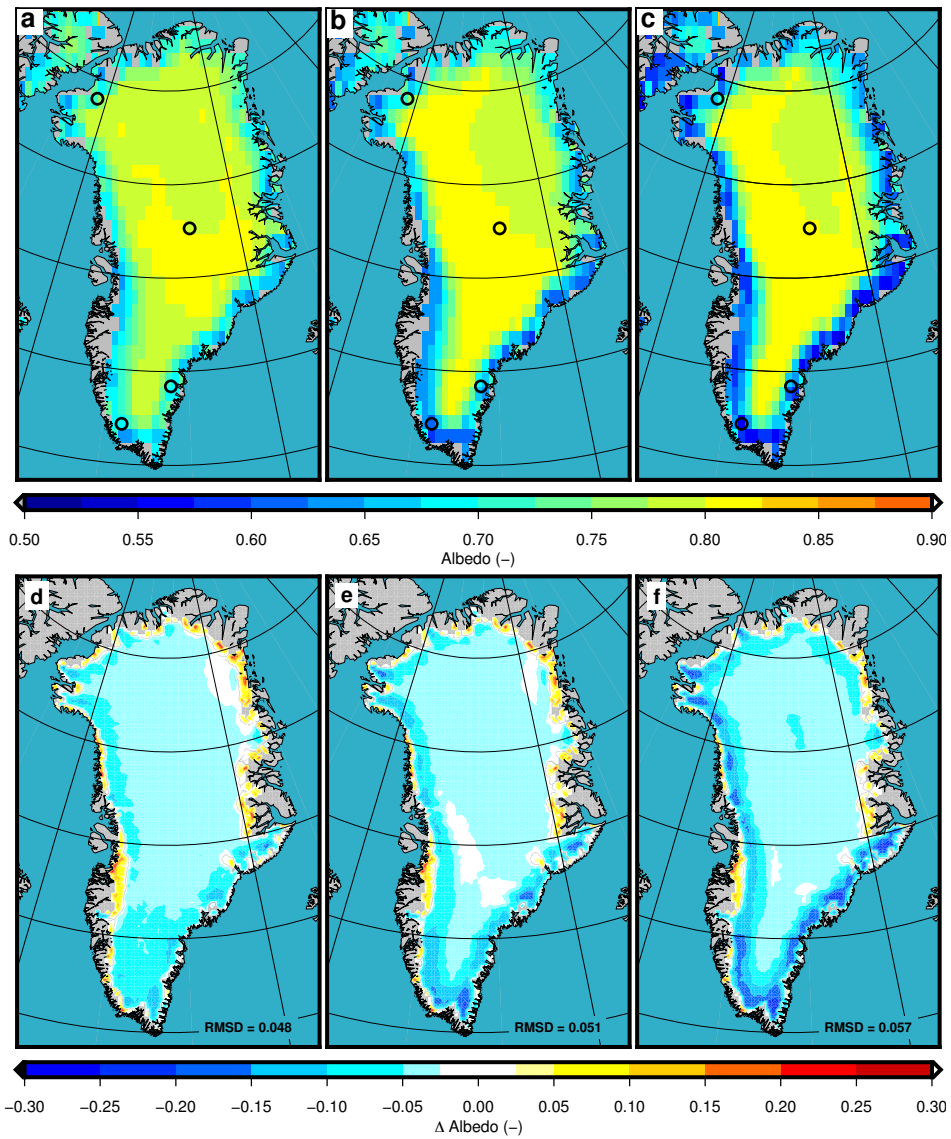 a b c
0.50 0.55 0.60 0.65 0.70 0.75 0.80 0.85 0.90
Albedo (−)
d e f
RMSD = 0.048 RMSD = 0.051 RMSD = 0.057
−0.30 −0.25 −0.20 −0.15 −0.10 −0.05 0.00 0.05 0.10 0.15 0.20 0.25 0.30
Δ Albedo (−)